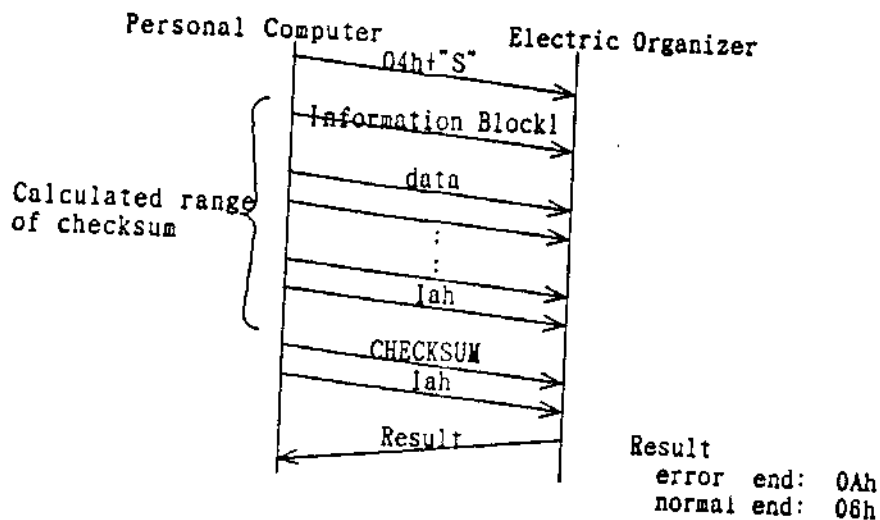 Personal Computer
Electric Organizer
04h+"S"
Information Block1
data
Calculated range
of checksum
:
:
1ah
CHECKSUM
1ah
Result
Result
error end: 0Ah
normal end: 06h